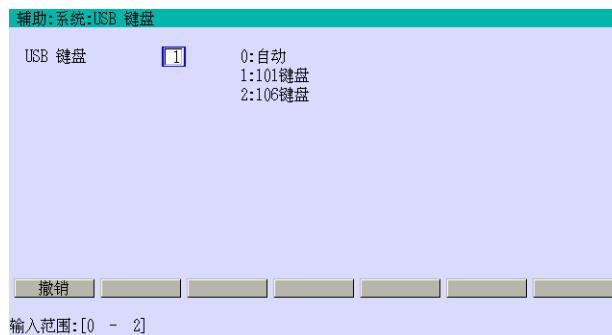 辅助:系统:USB 键盘
USB 键盘 1 0:自动
1:101键盘
2:106键盘
撤销
输入范围:[0 - 2]